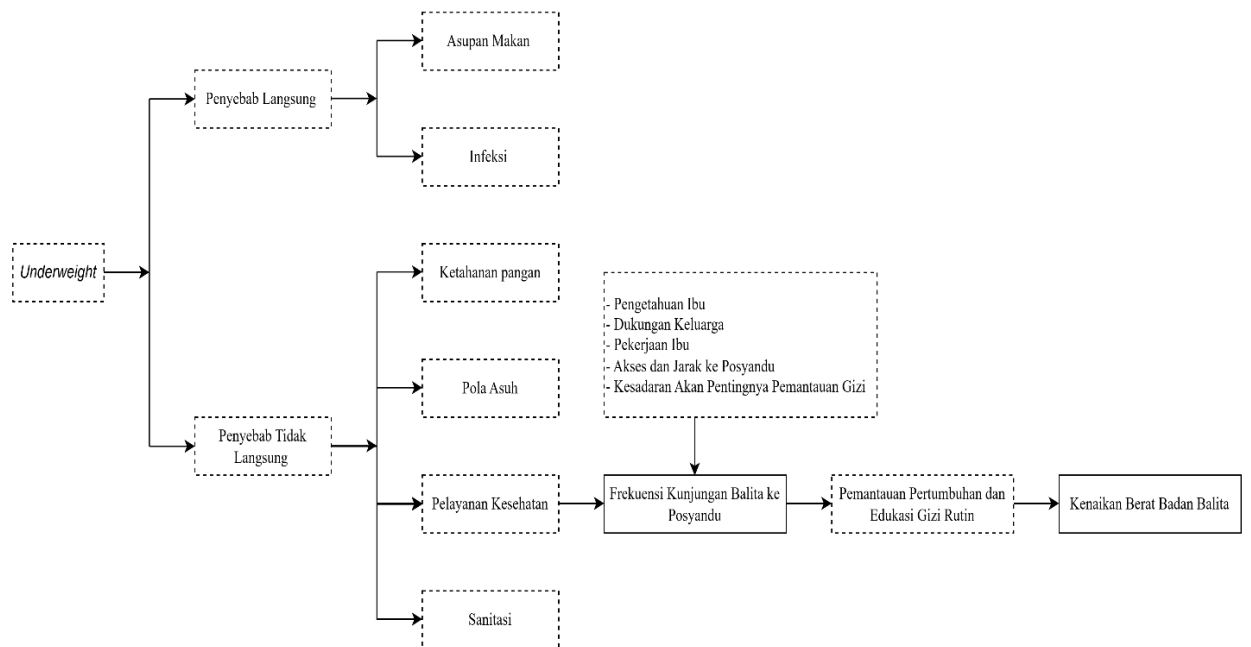 Asupan Makan
Penyebab Langsung
Infeksi
Underweight
Ketahanan pangan
- Pengetahuan Ibu
- Dukungan Keluarga
- Pekerjaan Ibu
- Akses dan Jarak ke Posyandu
- Kesadaran Akan Pentingnya Pemantauan Gizi
Pola Asuh
Penyebab Tidak
Langsung
Pelayanan Kesehatan
Frekuensi Kunjungan Balita ke
Posyandu
Pemantauan Pertumbuhan dan
Edukasi Gizi Rutin
Kenaikan Berat Badan Balita
Sanitasi